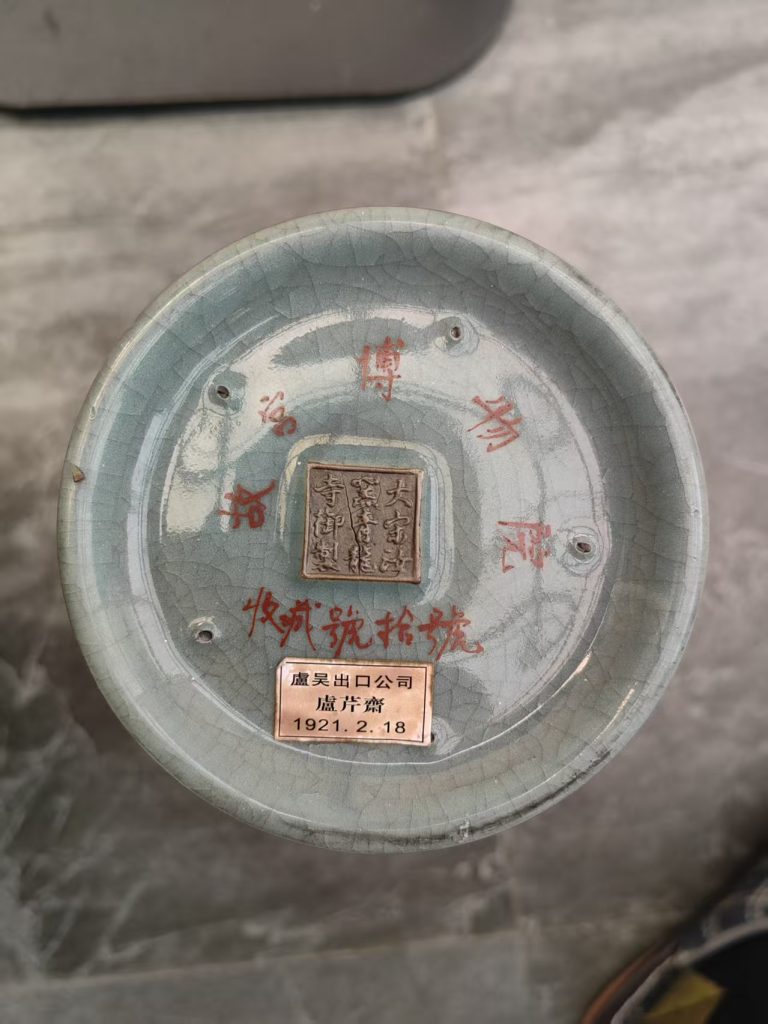 故宫博物院
大宋汝
窯
寺御製
收藏號拾號
盧吴出口公司
盧芹齋
1921. 2. 18